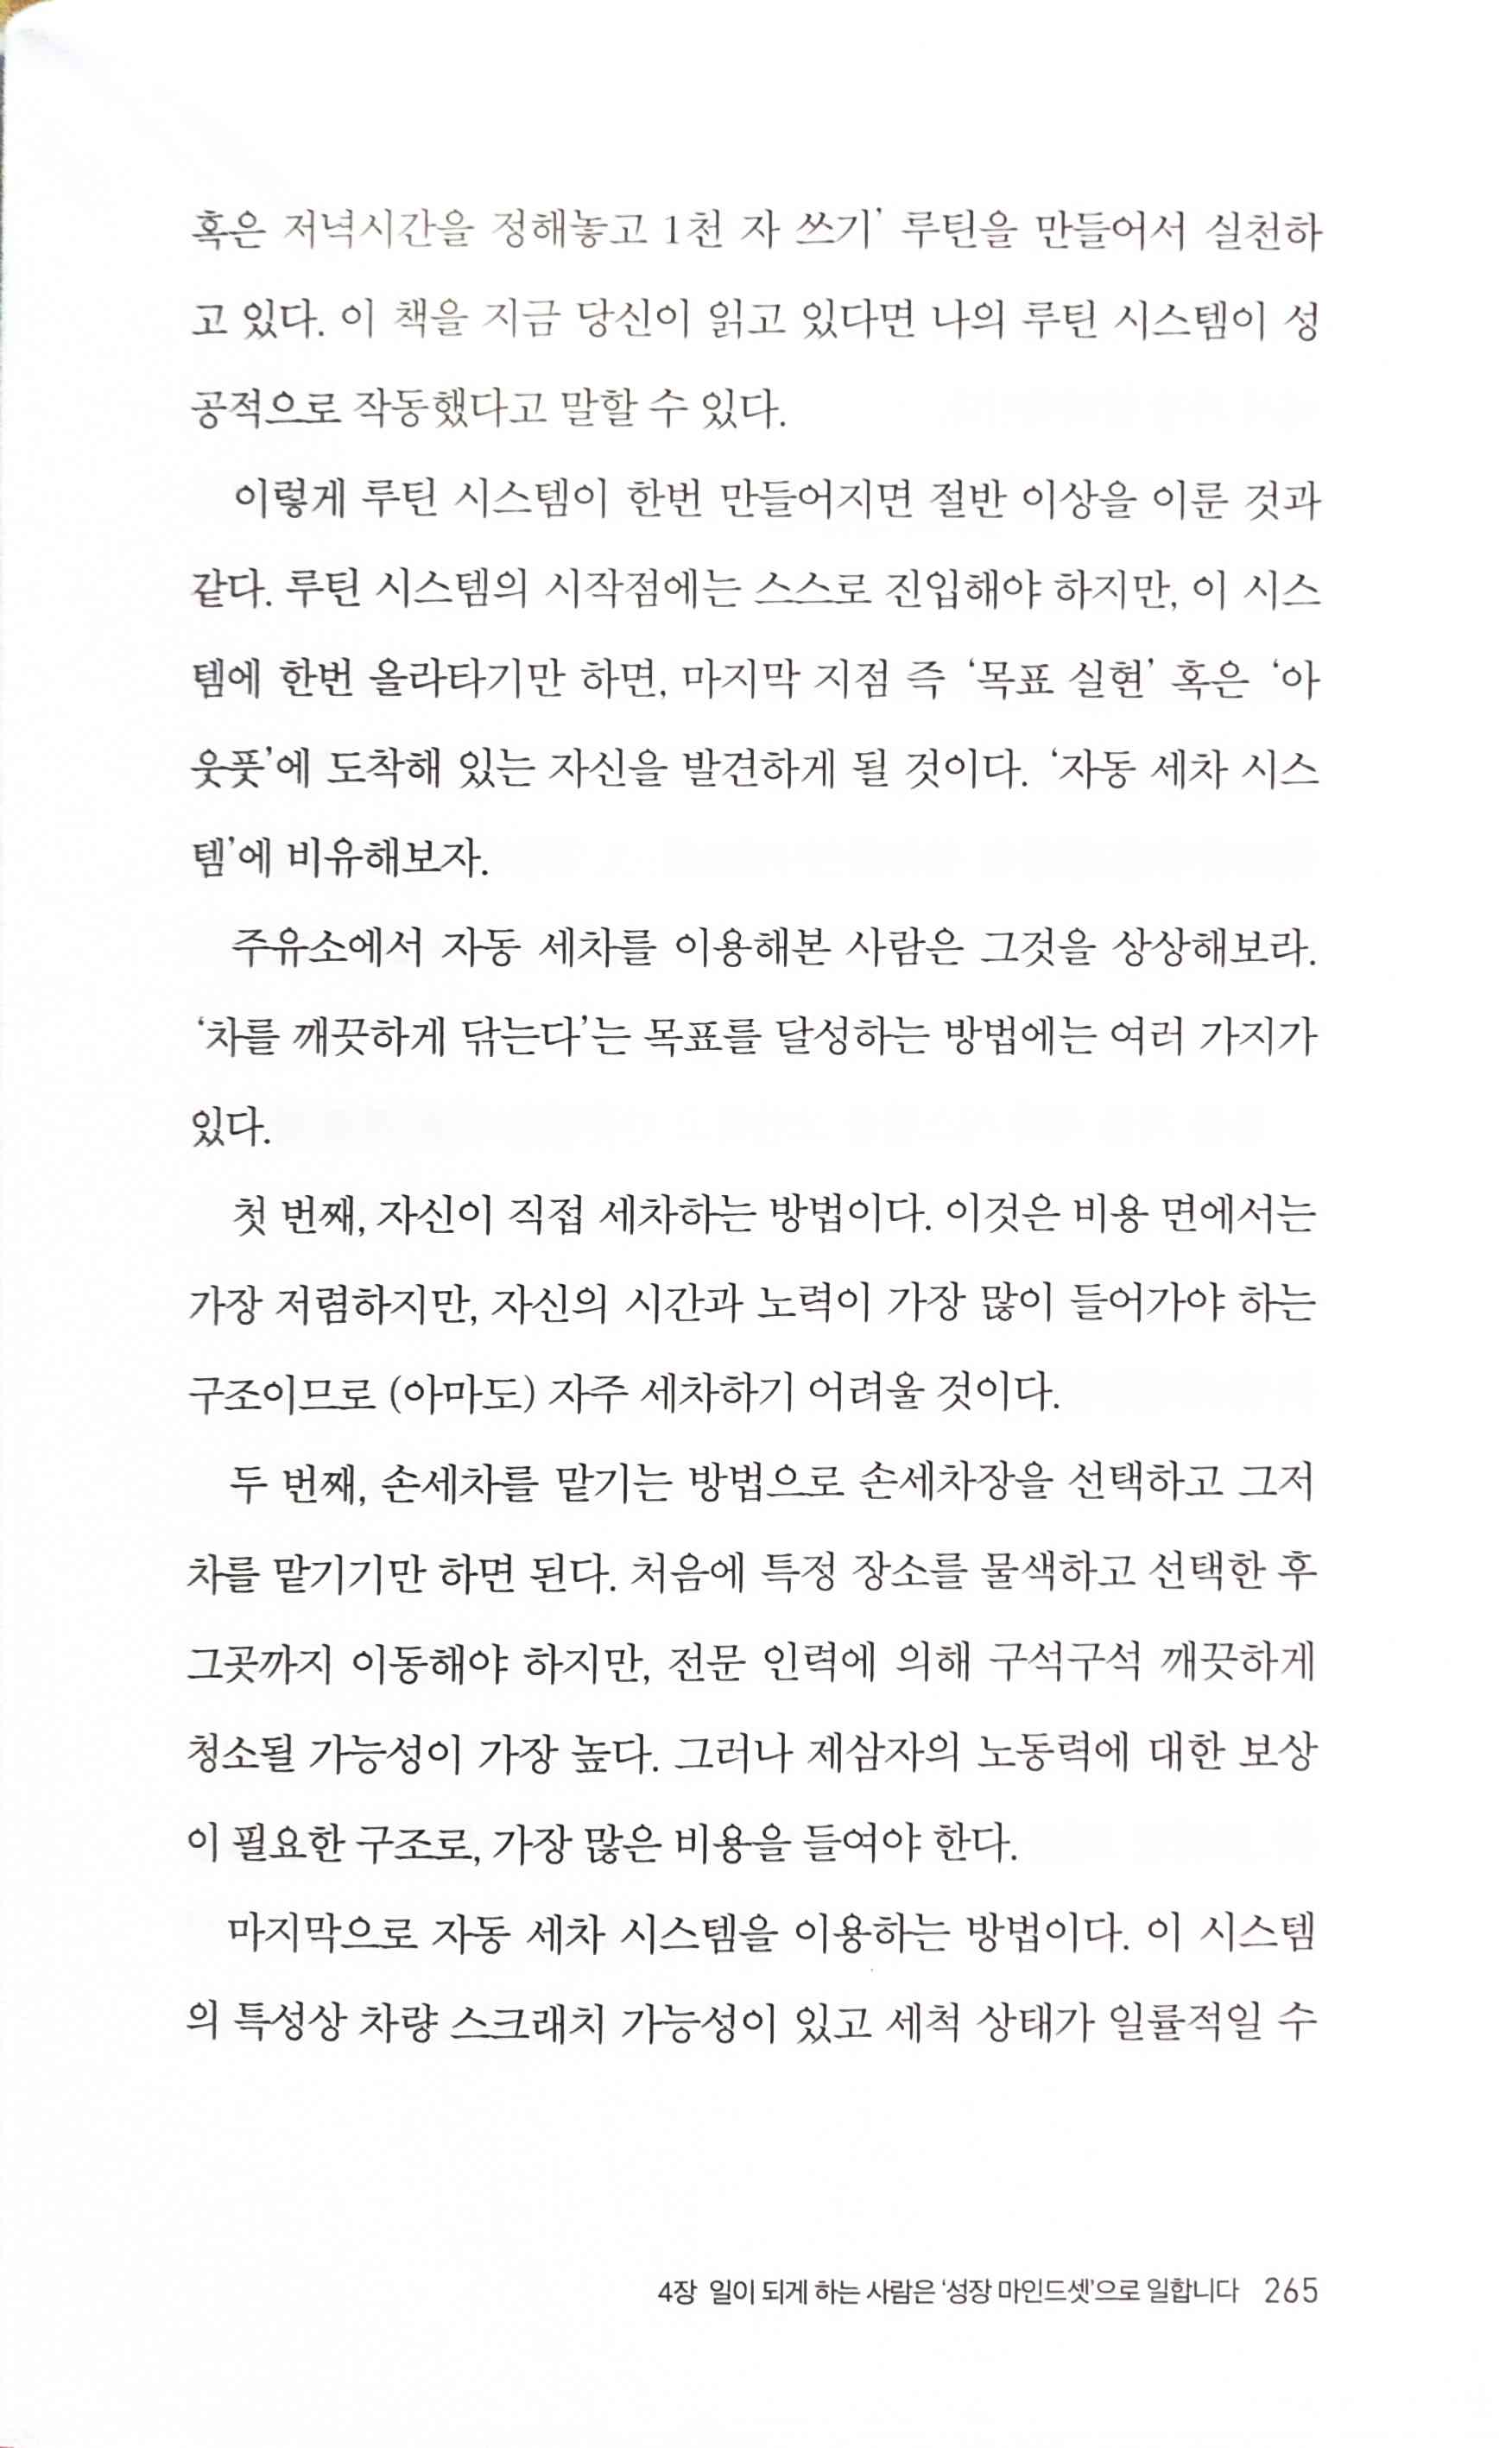 혹은 저녁시간을 정해놓고 1천 자 쓰기’ 루틴을 만들어서 실천하
고 있다. 이 책을 지금 당신이 읽고 있다면 나의 루틴 시스템이 성
공적으로 작동했다고 말할 수 있다.
이렇게 루틴 시스템이 한번 만들어지면 절반 이상을 이룬 것과
같다. 루틴 시스템의 시작점에는 스스로 진입해야 하지만, 이 시스
템에 한번 올라타기만 하면, 마지막 지점 즉 ‘목표 실현’ 혹은 ‘아
웃풋’에 도착해 있는 자신을 발견하게 될 것이다. ‘자동 세차 시스
템’에 비유해보자.
주유소에서 자동 세차를 이용해본 사람은 그것을 상상해보라.
‘차를 깨끗하게 닦는다’는 목표를 달성하는 방법에는 여러 가지가
있다.
첫 번째, 자신이 직접 세차하는 방법이다. 이것은 비용 면에서는
가장 저렴하지만, 자신의 시간과 노력이 가장 많이 들어가야 하는
구조이므로 (아마도) 자주 세차하기 어려울 것이다.
두 번째, 손세차를 맡기는 방법으로 손세차장을 선택하고 그저
차를 맡기기만 하면 된다. 처음에 특정 장소를 물색하고 선택한 후
그곳까지 이동해야 하지만, 전문 인력에 의해 구석구석 깨끗하게
청소될 가능성이 가장 높다. 그러나 제삼자의 노동력에 대한 보상
이 필요한 구조로, 가장 많은 비용을 들여야 한다.
마지막으로 자동 세차 시스템을 이용하는 방법이다. 이 시스템
의 특성상 차량 스크래치 가능성이 있고 세척 상태가 일률적일 수
4장 일이 되게 하는 사람은 ‘성장 마인드셋’으로 일합니다 265